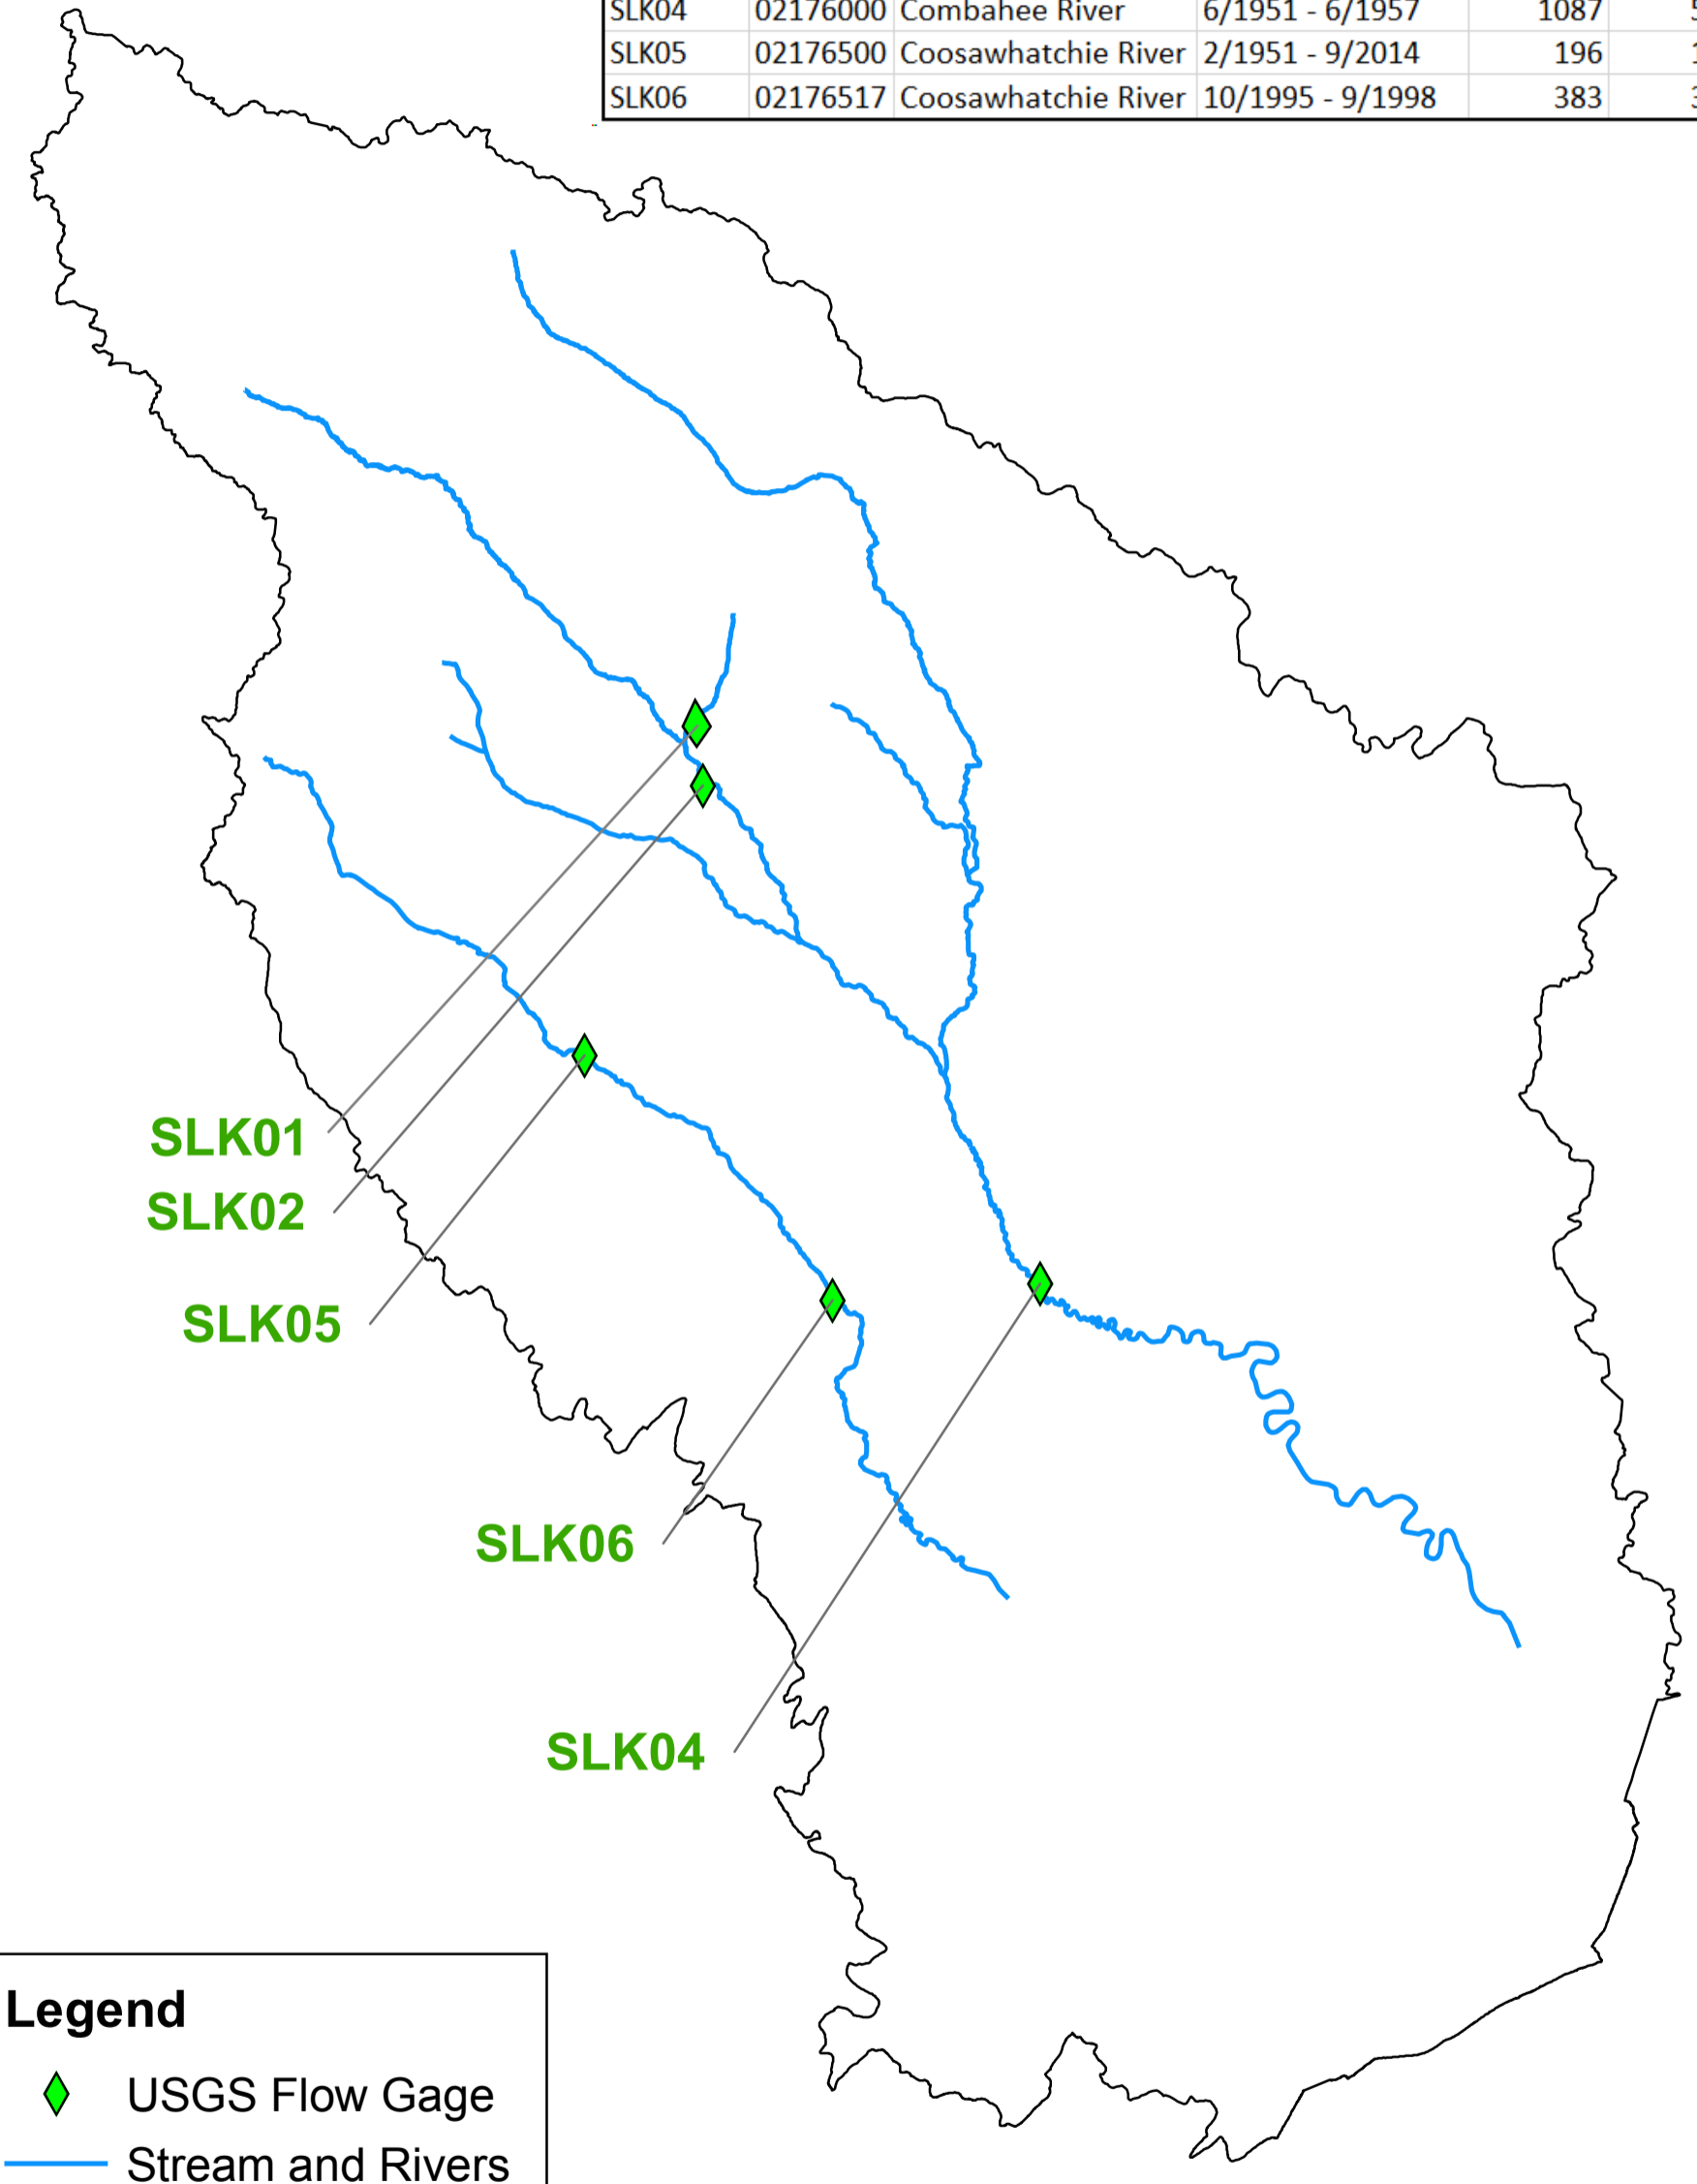 SLK04 02176000 Combahee River 6/1951 - 6/1957 1087
SLK05 02176500 Coosawhatchie River 2/1951 - 9/2014 196
SLK06 02176517 Coosawhatchie River 10/1995 - 9/1998 383
SLK01
SLK02
SLK05
SLK06
SLK04
Legend
USGS Flow Gage
Stream and Rivers